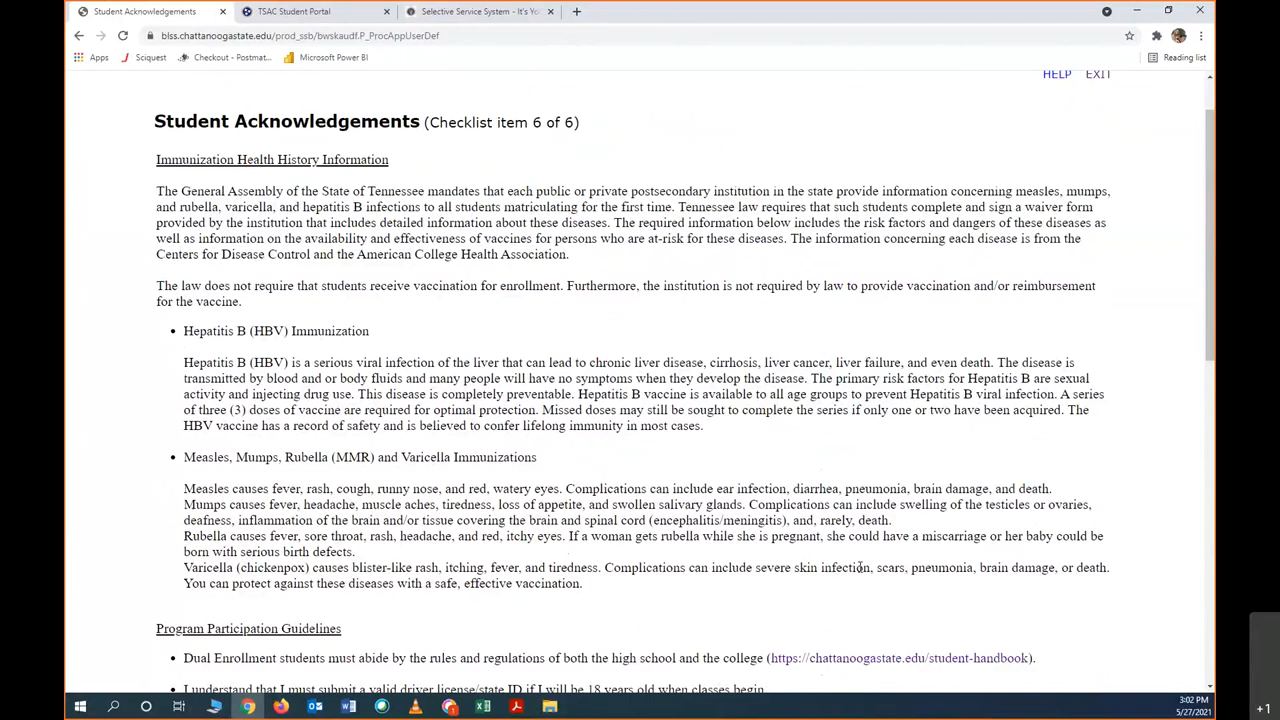 Student Acknowledgements
TSAC Student Portal
Selective Service System - It's Yo
blss.chattanoogastate.edu/prod_ssb/bwskaudf.P_ProcAppUserDef
Apps
Sciquest
Checkout - Postmat...
Microsoft Power BI
Reading list
HELP EXIT
Student Acknowledgements (Checklist item 6 of 6)
Immunization Health History Information
The General Assembly of the State of Tennessee mandates that each public or private postsecondary institution in the state provide information concerning measles, mumps,
and rubella, varicella, and hepatitis B infections to all students matriculating for the first time. Tennessee law requires that such students complete and sign a waiver form
provided by the institution that includes detailed information about these diseases. The required information below includes the risk factors and dangers of these diseases as
well as information on the availability and effectiveness of vaccines for persons who are at-risk for these diseases. The information concerning each disease is from the
Centers for Disease Control and the American College Health Association.
The law does not require that students receive vaccination for enrollment. Furthermore, the institution is not required by law to provide vaccination and/or reimbursement
for the vaccine.
• Hepatitis B (HBV) Immunization
Hepatitis B (HBV) is a serious viral infection of the liver that can lead to chronic liver disease, cirrhosis, liver cancer, liver failure, and even death. The disease is
transmitted by blood and or body fluids and many people will have no symptoms when they develop the disease. The primary risk factors for Hepatitis B are sexual
activity and injecting drug use. This disease is completely preventable. Hepatitis B vaccine is available to all age groups to prevent Hepatitis B viral infection. A series
of three (3) doses of vaccine are required for optimal protection. Missed doses may still be sought to complete the series if only one or two have been acquired. The
HBV vaccine has a record of safety and is believed to confer lifelong immunity in most cases.
• Measles, Mumps, Rubella (MMR) and Varicella Immunizations
Measles causes fever, rash, cough, runny nose, and red, watery eyes. Complications can include ear infection, diarrhea, pneumonia, brain damage, and death.
Mumps causes fever, headache, muscle aches, tiredness, loss of appetite, and swollen salivary glands. Complications can include swelling of the testicles or ovaries,
deafness, inflammation of the brain and/or tissue covering the brain and spinal cord (encephalitis/meningitis), and, rarely, death.
Rubella causes fever, sore throat, rash, headache, and red, itchy eyes. If a woman gets rubella while she is pregnant, she could have a miscarriage or her baby could be
born with serious birth defects.
Varicella (chickenpox) causes blister-like rash, itching, fever, and tiredness. Complications can include severe skin infection, scars, pneumonia, brain damage, or death.
You can protect against these diseases with a safe, effective vaccination.
Program Participation Guidelines
• Dual Enrollment students must abide by the rules and regulations of both the high school and the college (https://chattanoogastate.edu/student-handbook).
• I understand that I must submit a valid driver license/state ID if I will be 18 years old when classes begin.
3:02 PM
5/27/2021
+1